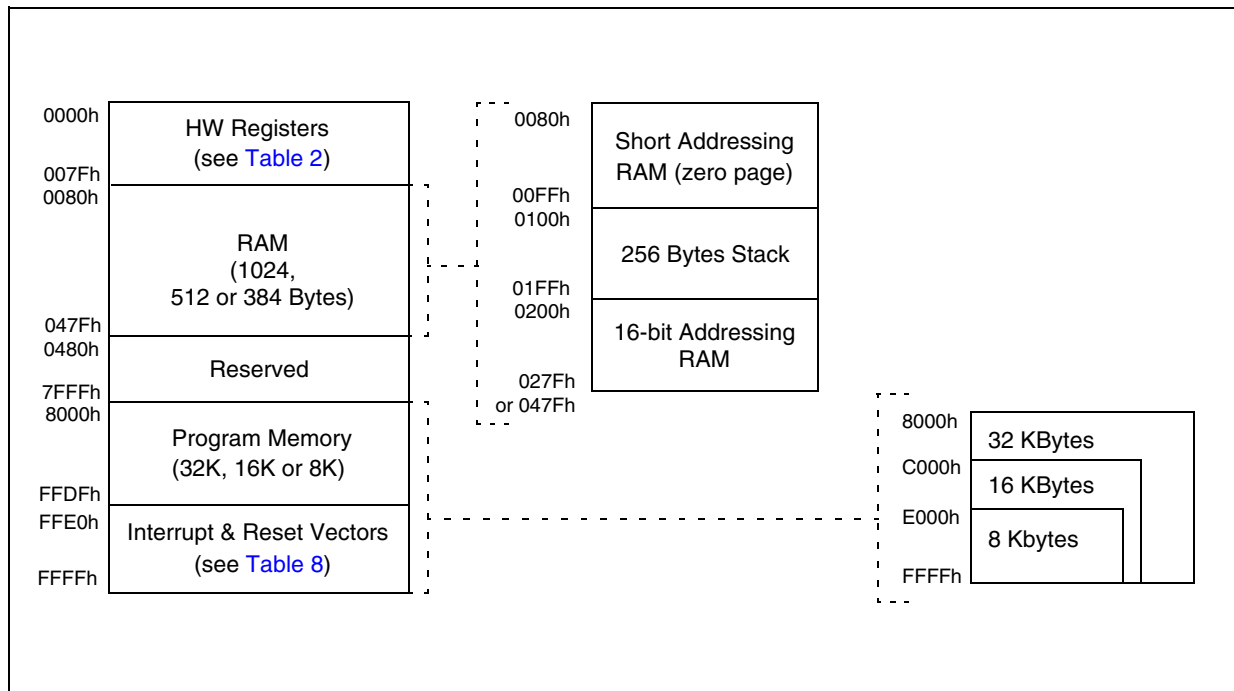 0000h
HW Registers
(see Table 2)
007Fh
0080h
RAM
(1024,
512 or 384 Bytes)
047Fh
0480h
Reserved
7FFFh
8000h
Program Memory
(32K, 16K or 8K)
FFDFh
FFE0h
Interrupt & Reset Vectors
(see Table 8)
FFFFh
0080h
Short Addressing
RAM (zero page)
00FFh
0100h
256 Bytes Stack
01FFh
0200h
16-bit Addressing
RAM
027Fh
or 047Fh
8000h
32 KBytes
C000h
16 KBytes
E000h
8 Kbytes
FFFFh